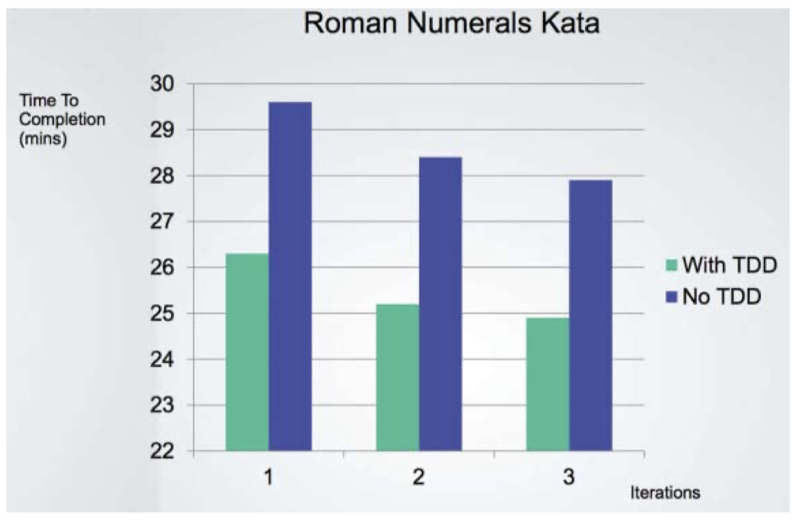 Roman Numerals Kata
Time To
Completion
(mins)
30
29
28
27
26
25
24
23
22
1 2 3
Iterations
With TDD
No TDD